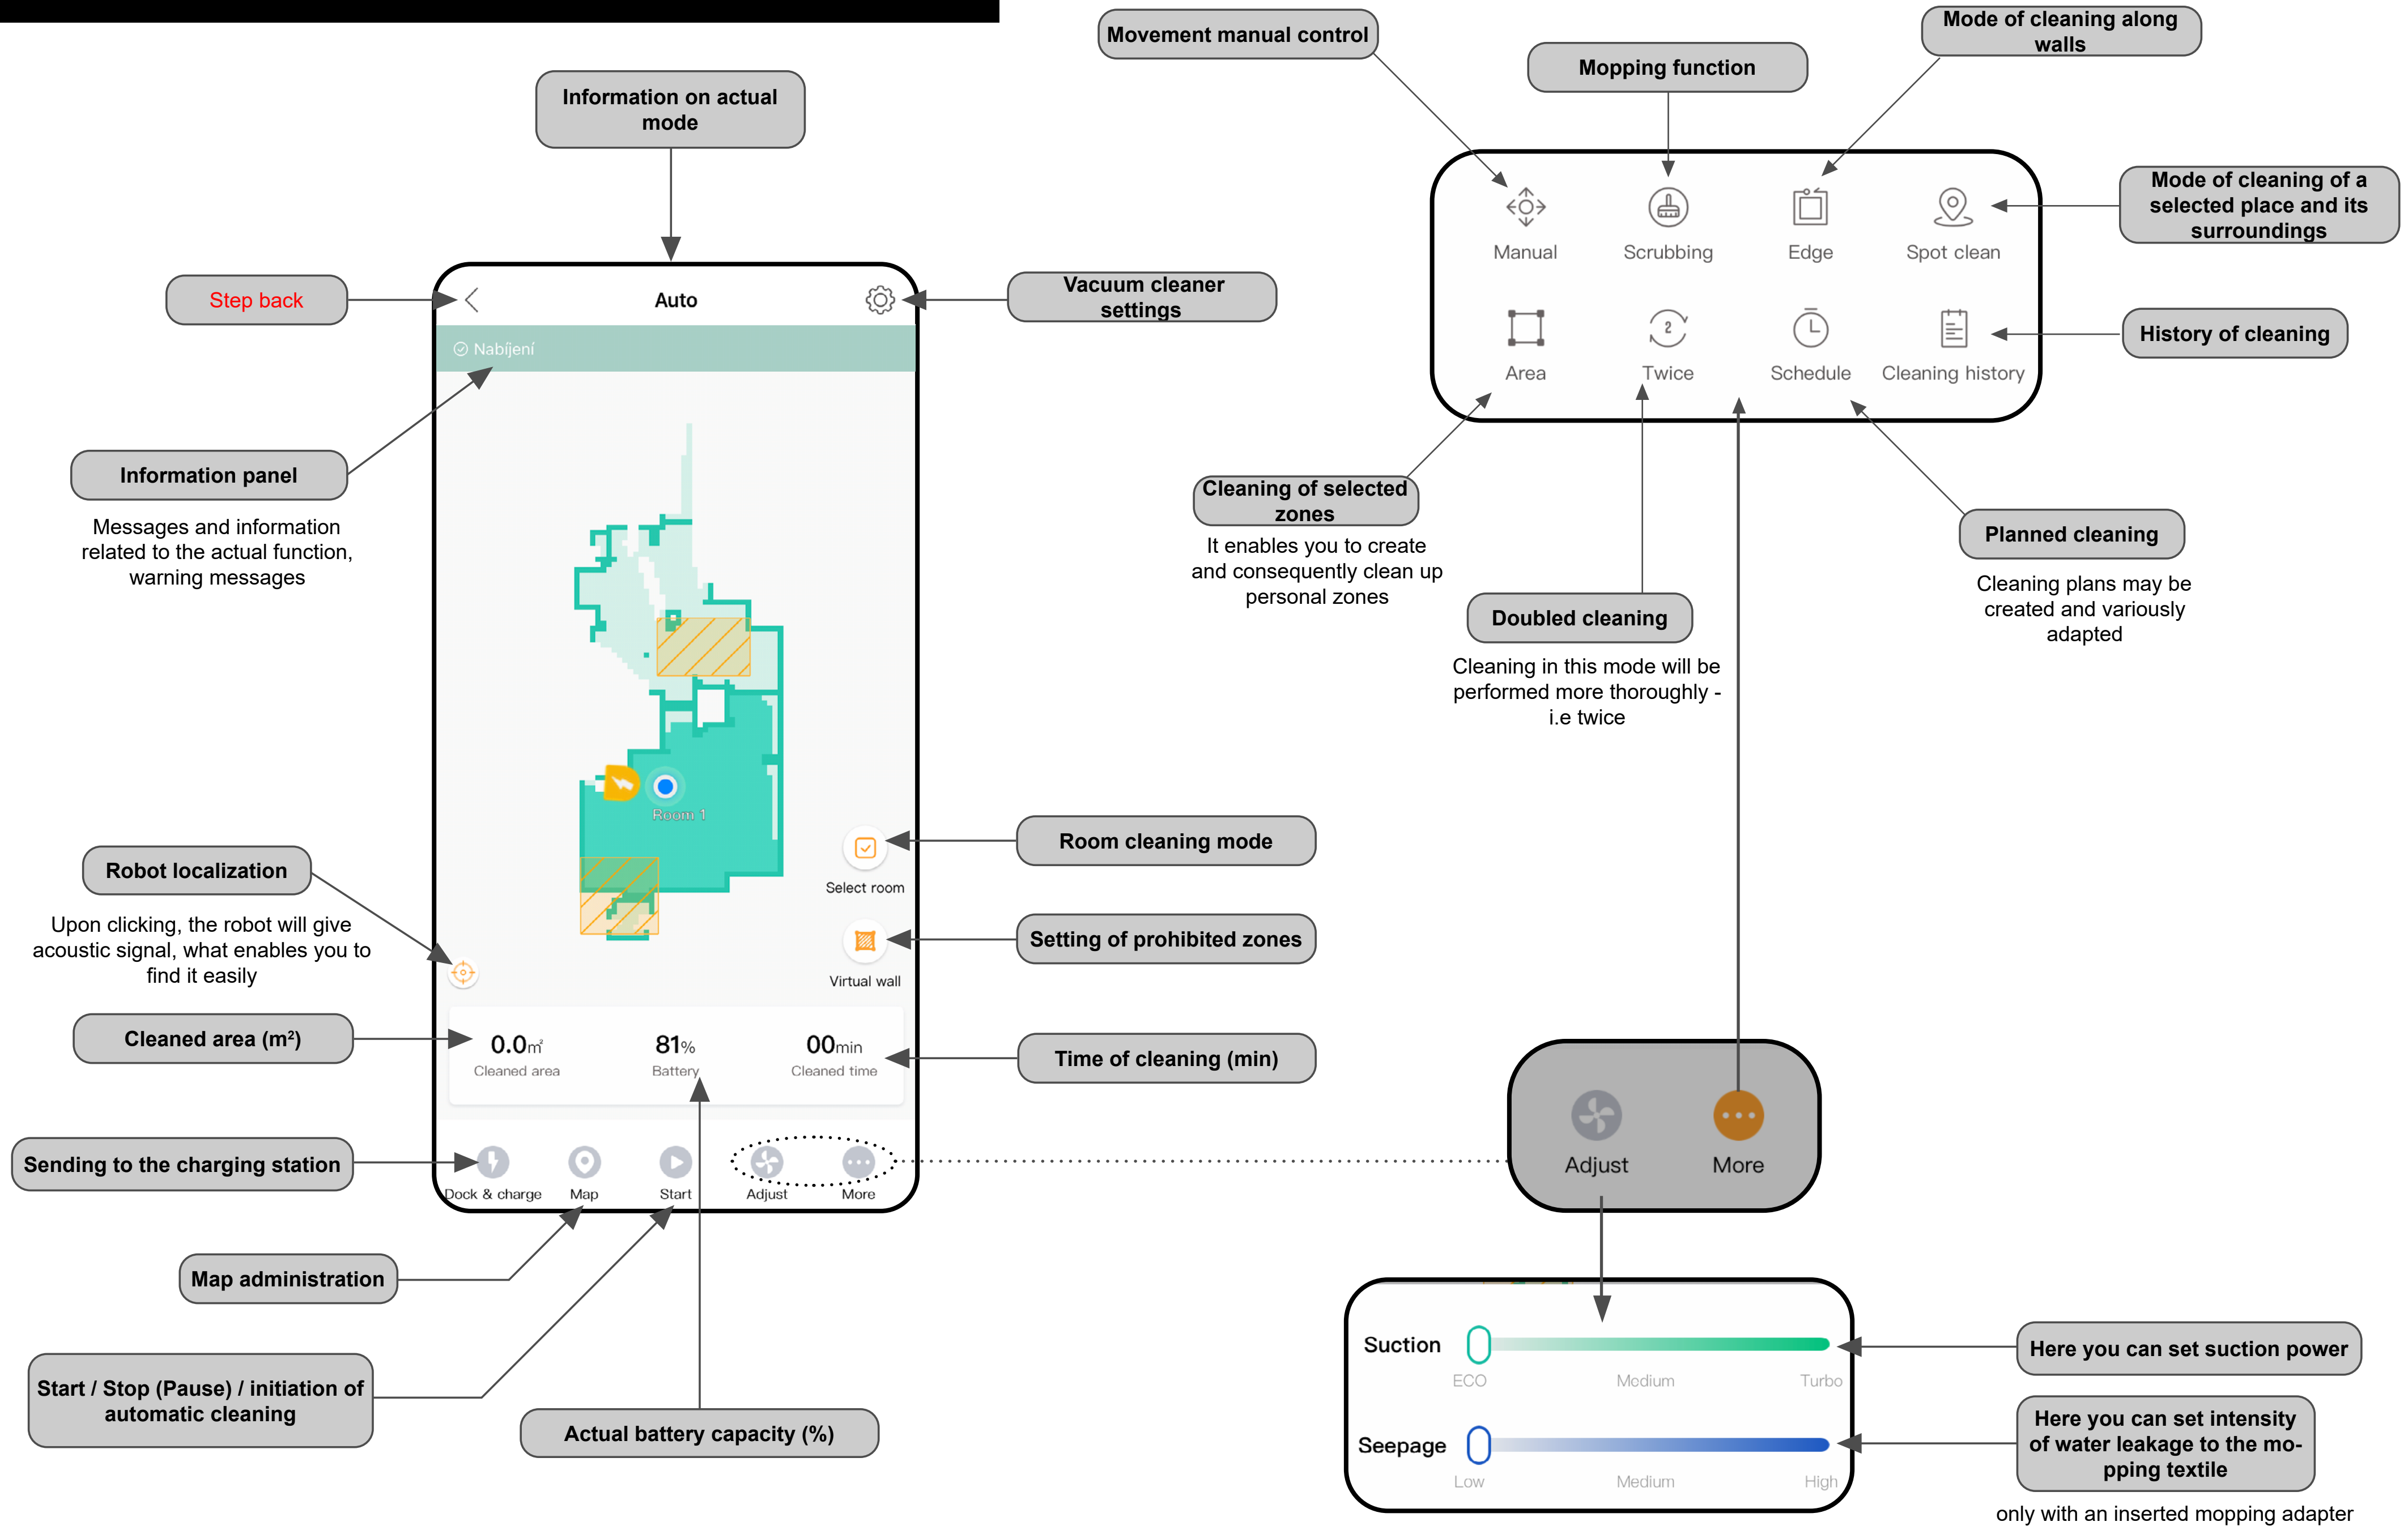 Movement manual control
Mopping function
Mode of cleaning along
walls
Information on actual
mode
Mode of cleaning of a
selected place and its
surroundings
Manual
Scrubbing
Edge
Spot clean
Step back
Auto
Vacuum cleaner
settings
Nabíjení
History of cleaning
Area
2
Twice
Schedule
Cleaning history
Information panel
Messages and information
related to the actual function,
warning messages
Cleaning of selected
zones
It enables you to create
and consequently clean up
personal zones
Planned cleaning
Cleaning plans may be
created and variously
adapted
Doubled cleaning
Cleaning in this mode will be
performed more thoroughly -
i.e twice
Room 1
Room cleaning mode
Select room
Robot localization
Upon clicking, the robot will give
acoustic signal, what enables you to
find it easily
Setting of prohibited zones
Virtual wall
Cleaned area (m²)
0.0㎡
Cleaned area
81%
Battery
00min
Cleaned time
Time of cleaning (min)
Sending to the charging station
Dock & charge
Map
Start
Adjust
More
Adjust
More
Map administration
Start / Stop (Pause) / initiation of
automatic cleaning
Actual battery capacity (%)
Suction
ECO
Medium
Turbo
Here you can set suction power
Seepage
Low
Medium
High
Here you can set intensity
of water leakage to the mo-
pping textile
only with an inserted mopping adapter